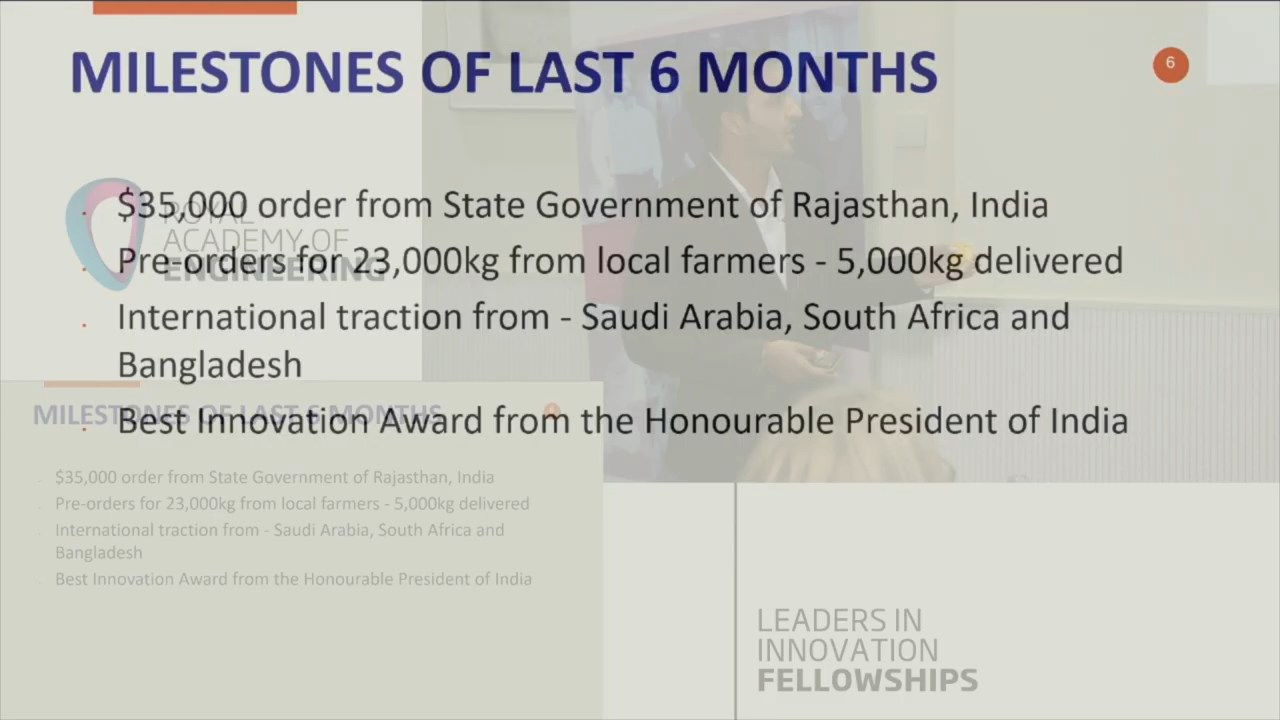 MILESTONES OF LAST 6 MONTHS
6
$35,000 order from State Government of Rajasthan, India
Pre-orders for 23,000kg from local farmers - 5,000kg delivered
International traction from - Saudi Arabia, South Africa and
Bangladesh
Best Innovation Award from the Honourable President of India
ROYAL
ACADEMY OF
ENGINEERING
MILESTONES OF LAST 6 MONTHS
6
$35,000 order from State Government of Rajasthan, India
Pre-orders for 23,000kg from local farmers - 5,000kg delivered
International traction from - Saudi Arabia, South Africa and
Bangladesh
Best Innovation Award from the Honourable President of India
LEADERS IN
INNOVATION
FELLOWSHIPS